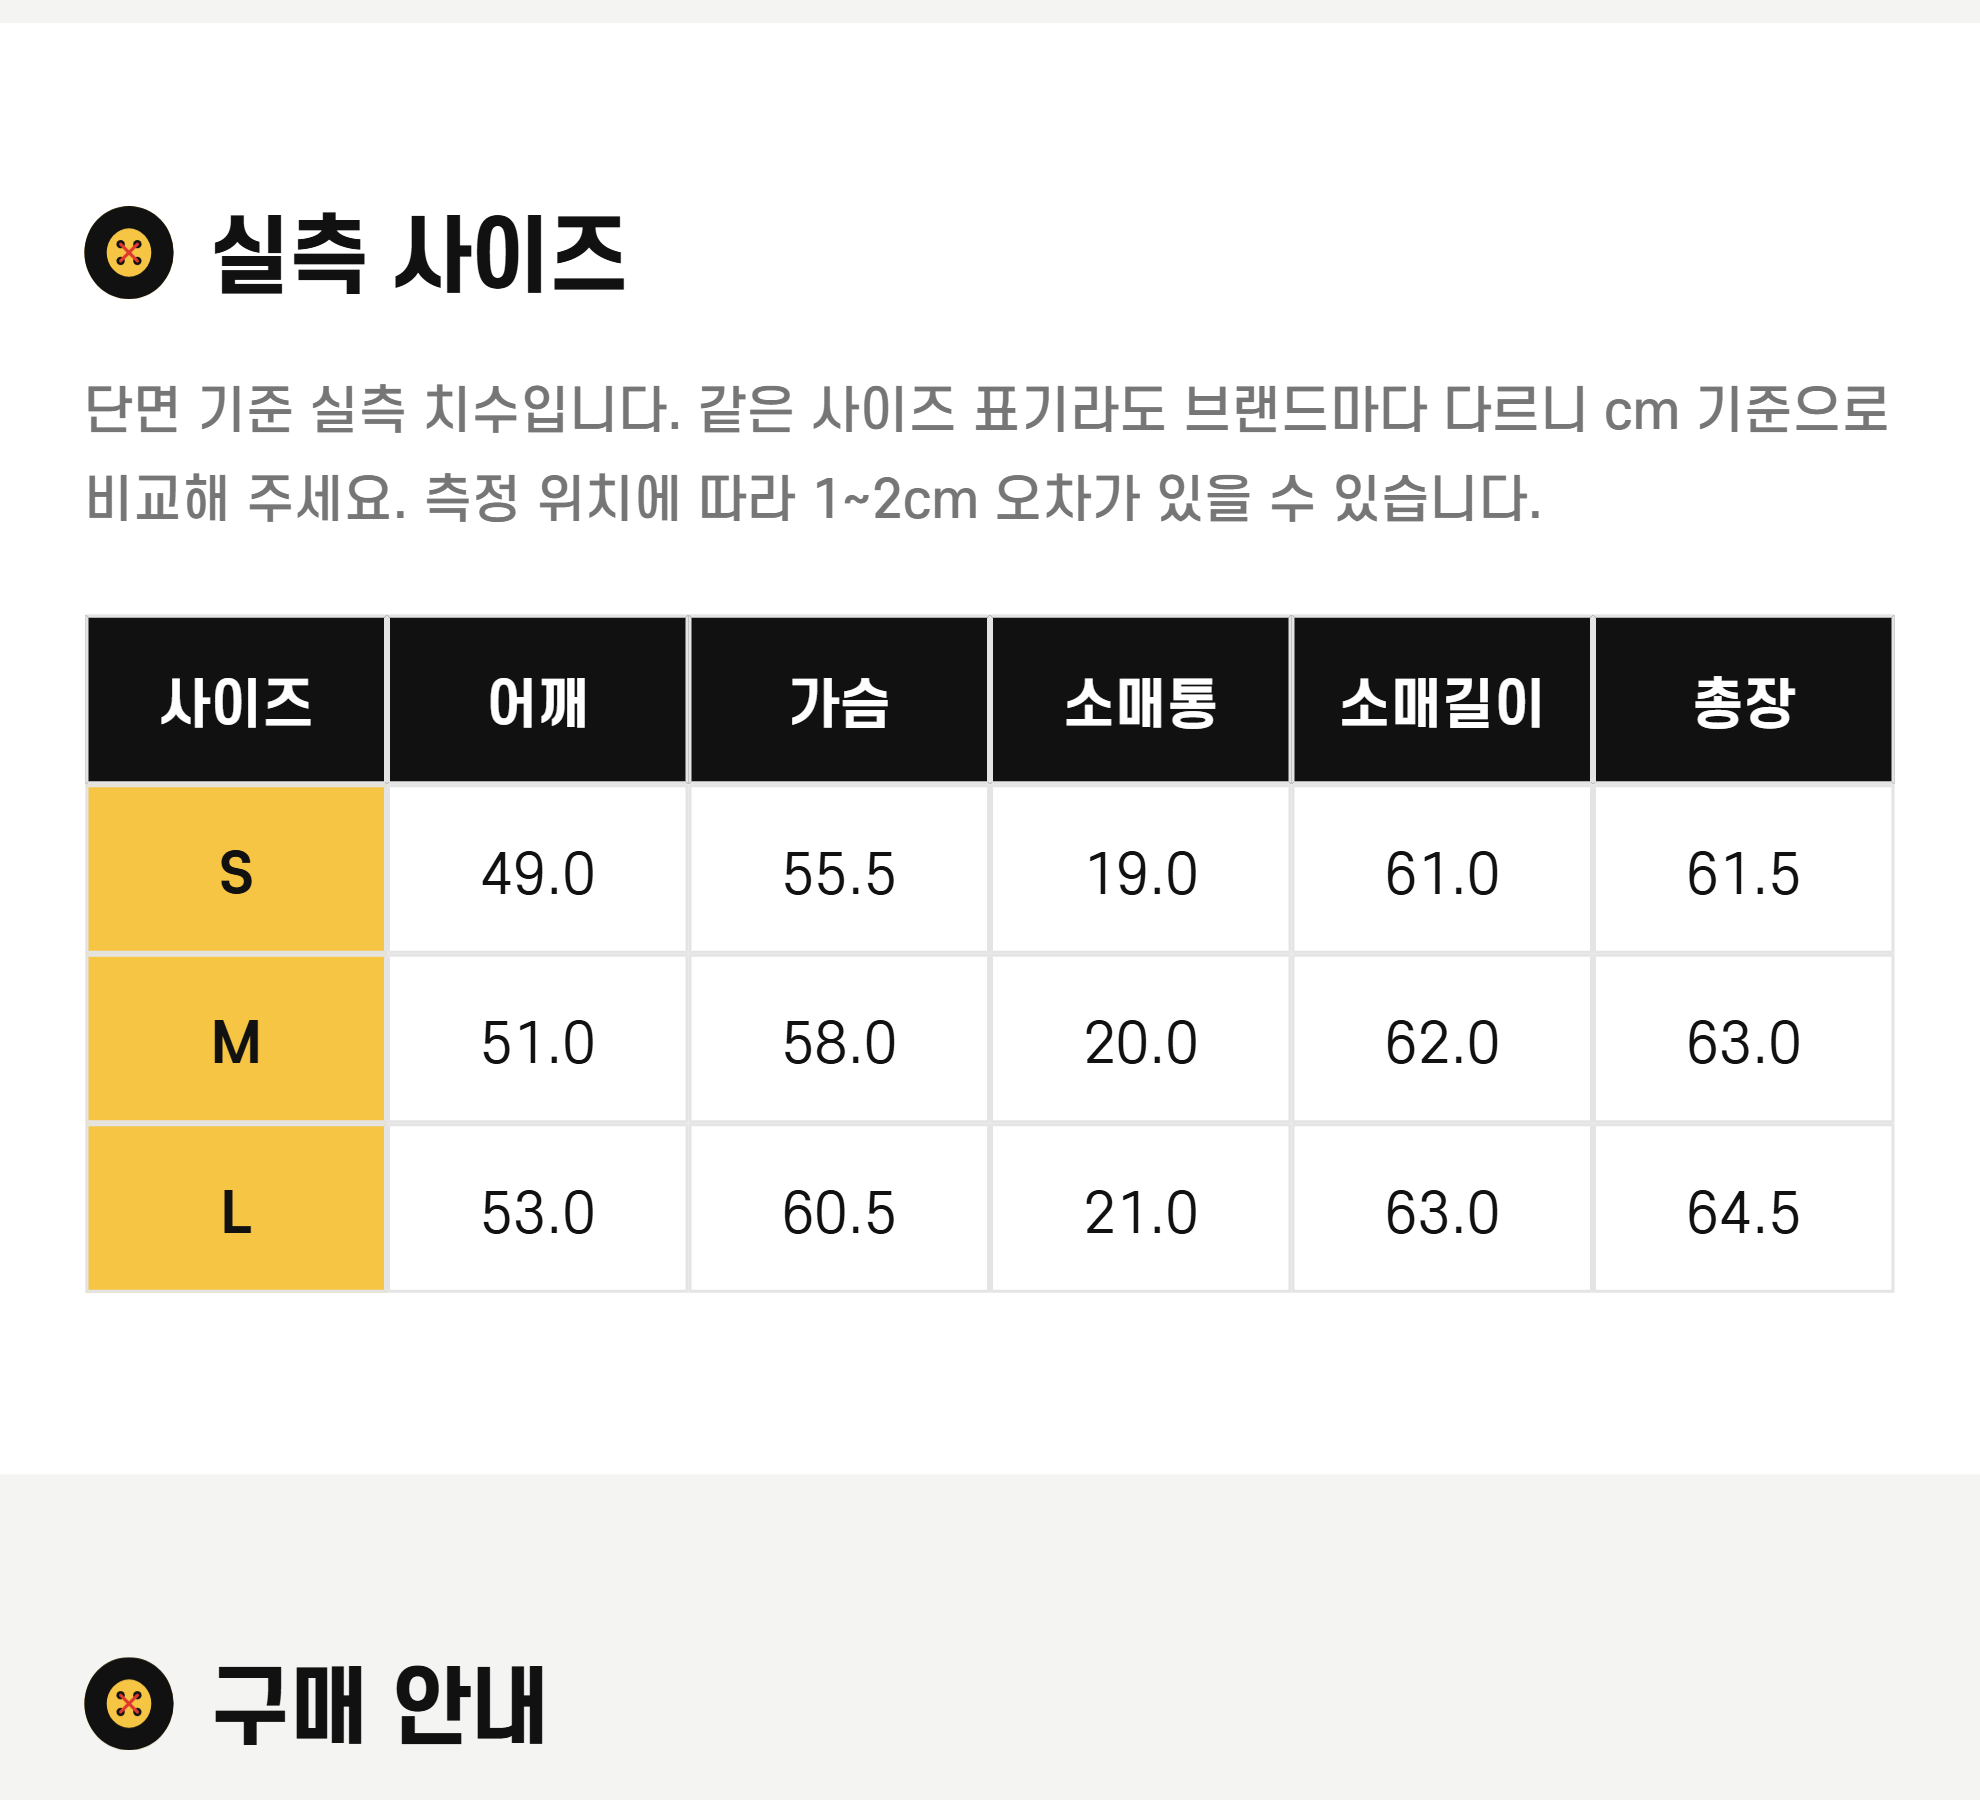 실측 사이즈
단면 기준 실측 치수입니다. 같은 사이즈 표기라도 브랜드마다 다르니 cm 기준으로
비교해 주세요. 측정 위치에 따라 1~2cm 오차가 있을 수 있습니다.
사이즈 어깨 가슴 소매통 소매길이 총장
S 49.0 55.5 19.0 61.0 61.5
M 51.0 58.0 20.0 62.0 63.0
L 53.0 60.5 21.0 63.0 64.5
구매 안내